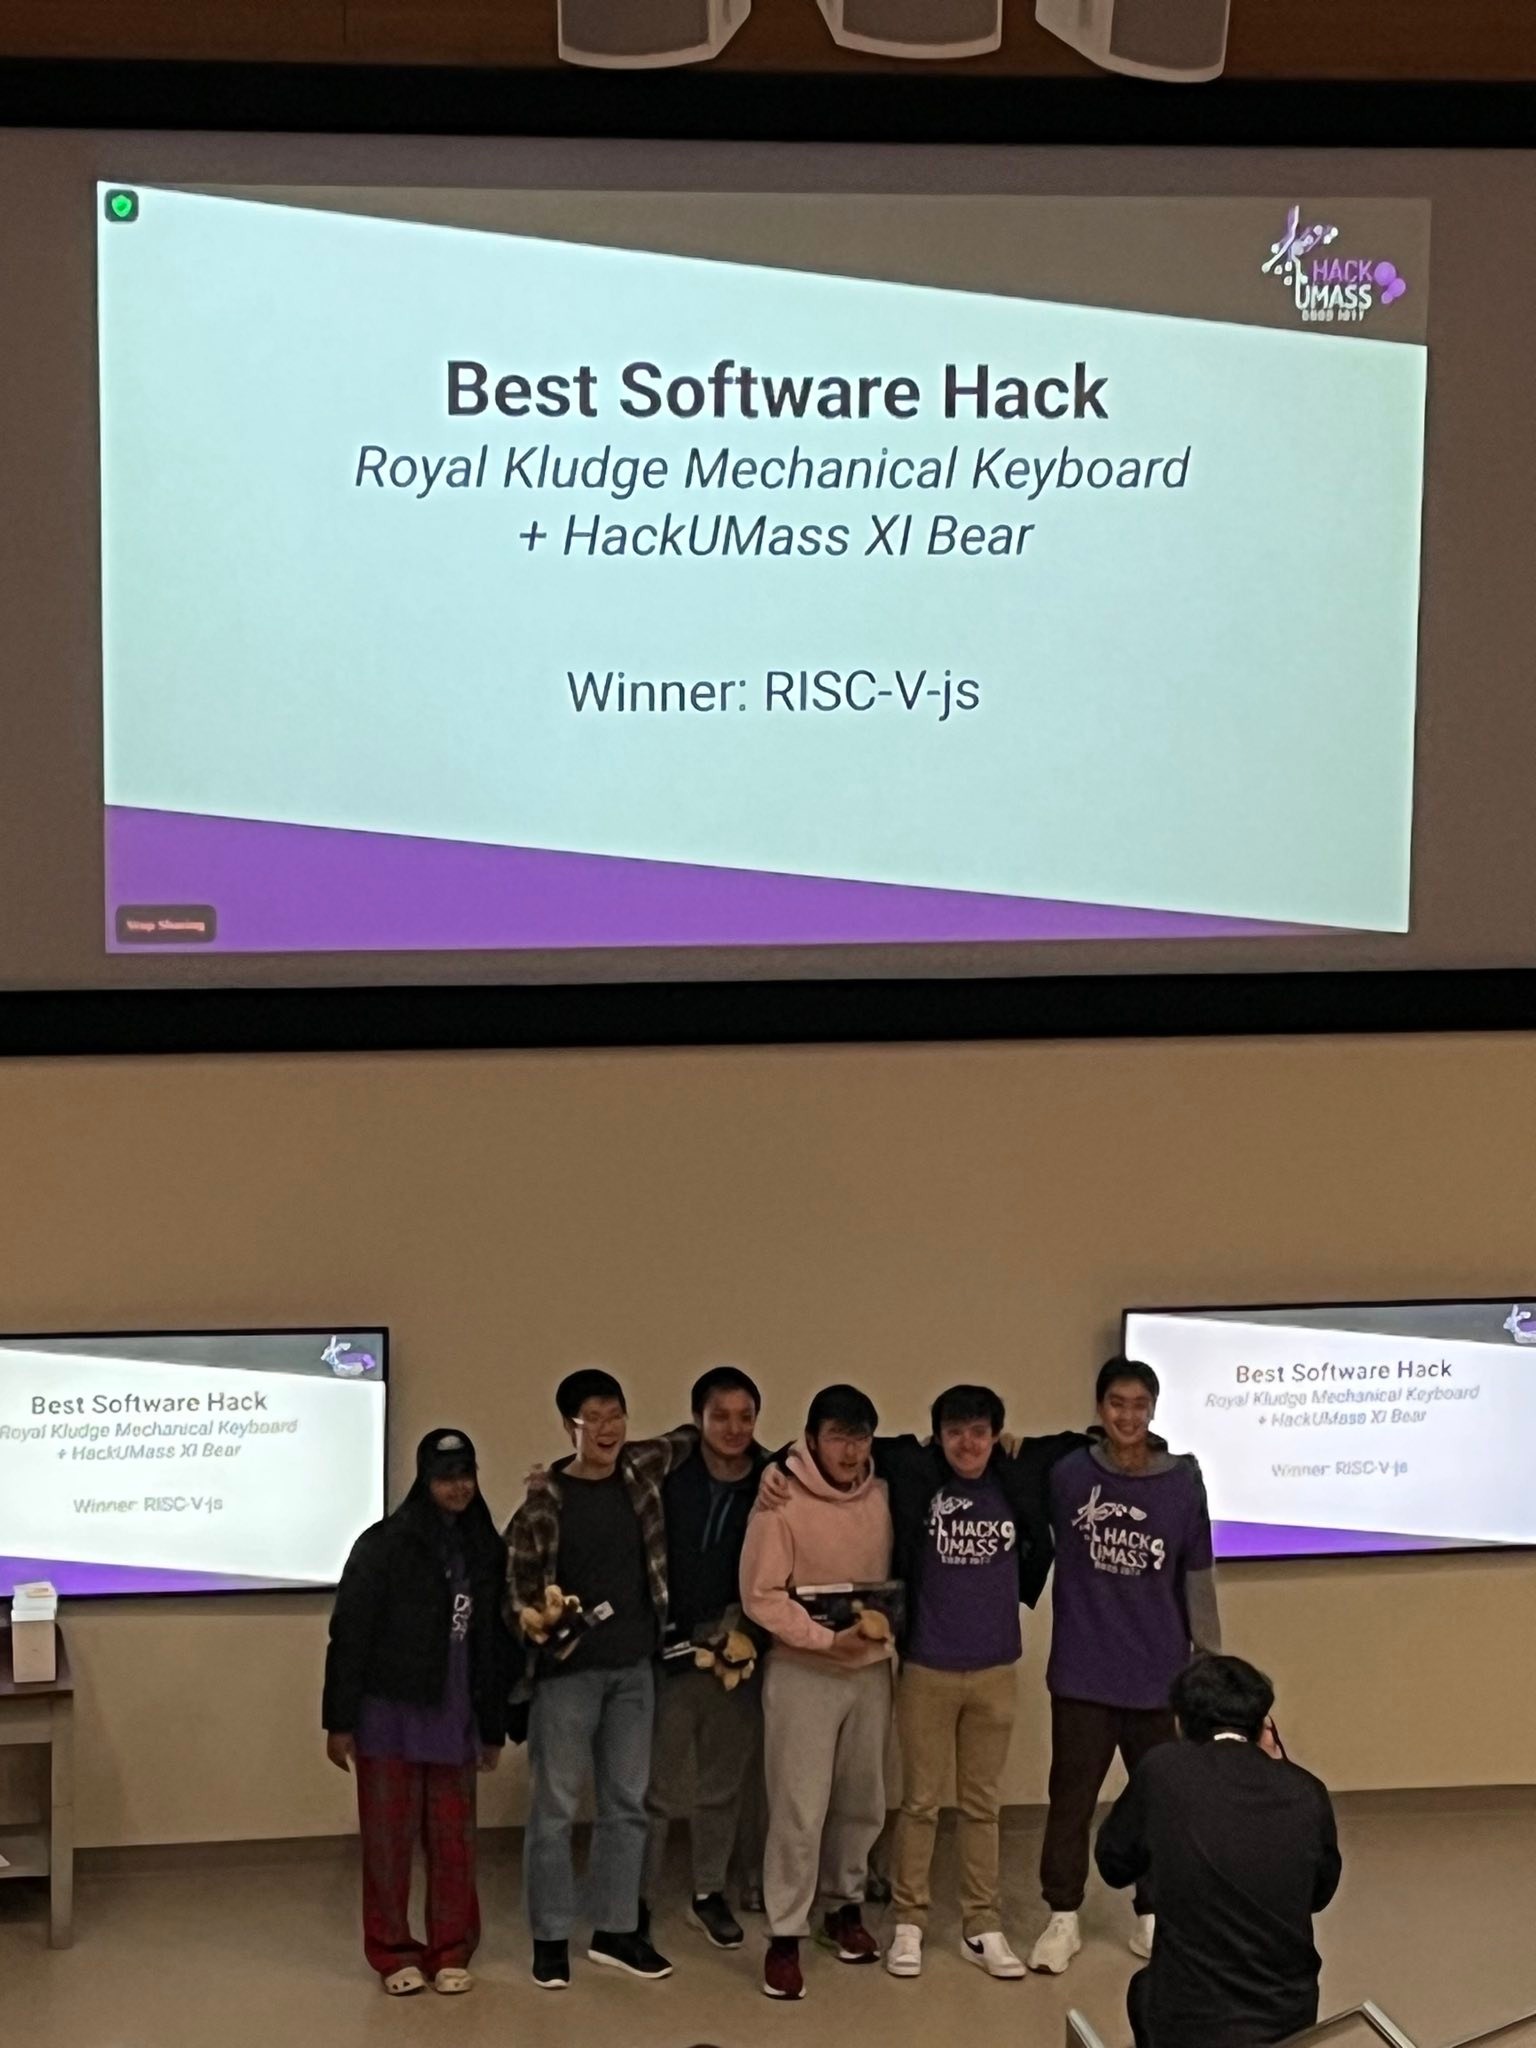 HACK
UMASS
Best Software Hack
Royal Kludge Mechanical Keyboard
+ HackUMass XI Bear
Winner: RISC-V-js
Best Software Hack
Royal Kludge Mechanical Keyboard
+ HackUMass XI Bear
Winner: RISC-V-js
Best Software Hack
Royal Kludge Mechanical Keyboard
+ HackUMass XI Bear
Winner: RISC-V-js
HACK
UMASS
HACK
UMASS